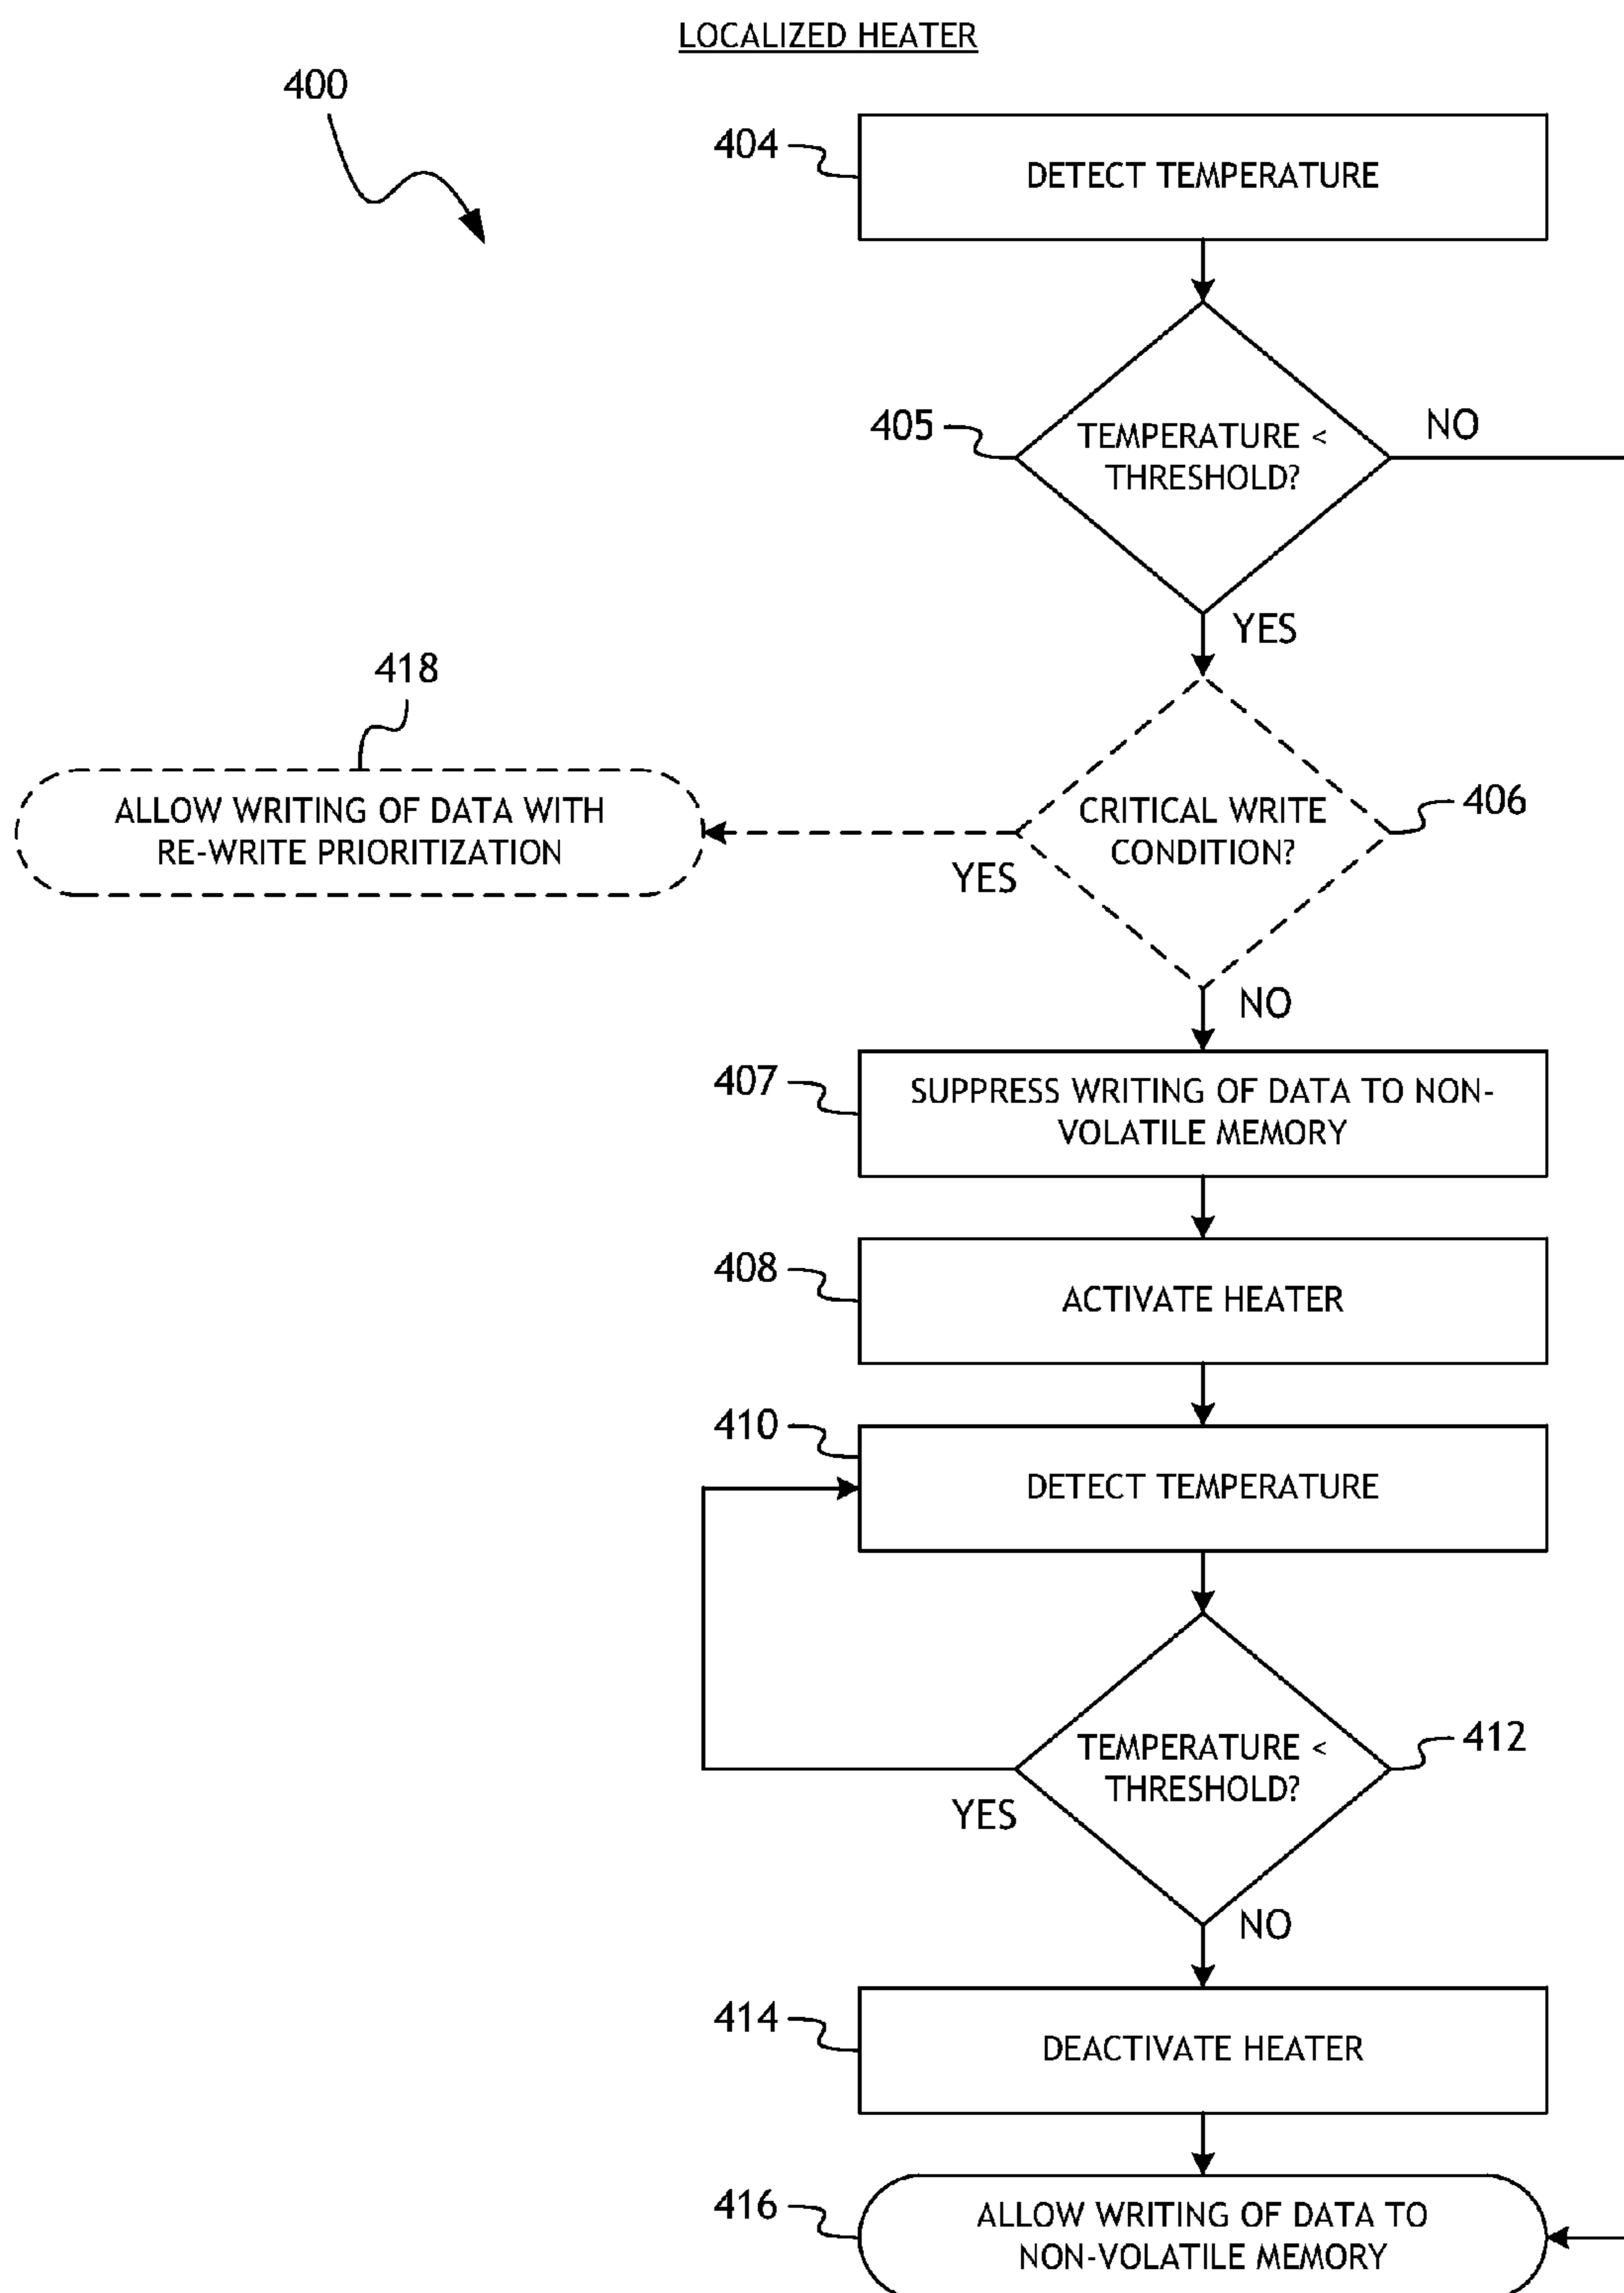 LOCALIZED HEATER
400
404
DETECT TEMPERATURE
405
TEMPERATURE <
THRESHOLD?
NO
YES
418
ALLOW WRITING OF DATA WITH
RE-WRITE PRIORITIZATION
CRITICAL WRITE
CONDITION?
406
YES
NO
407
SUPPRESS WRITING OF DATA TO NON-
VOLATILE MEMORY
408
ACTIVATE HEATER
410
DETECT TEMPERATURE
TEMPERATURE <
THRESHOLD?
412
YES
NO
414
DEACTIVATE HEATER
416
ALLOW WRITING OF DATA TO
NON-VOLATILE MEMORY